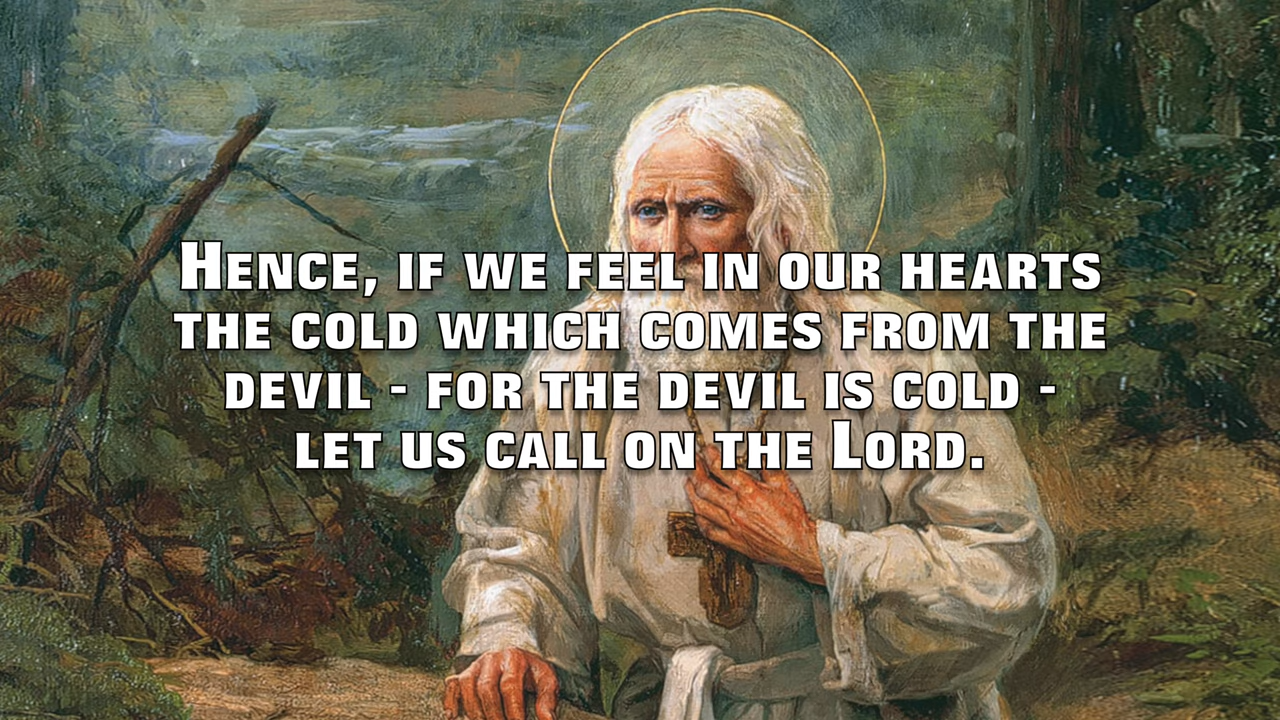 Hence, if we feel in our hearts
the cold which comes from the
devil - for the devil is cold -
let us call on the Lord.